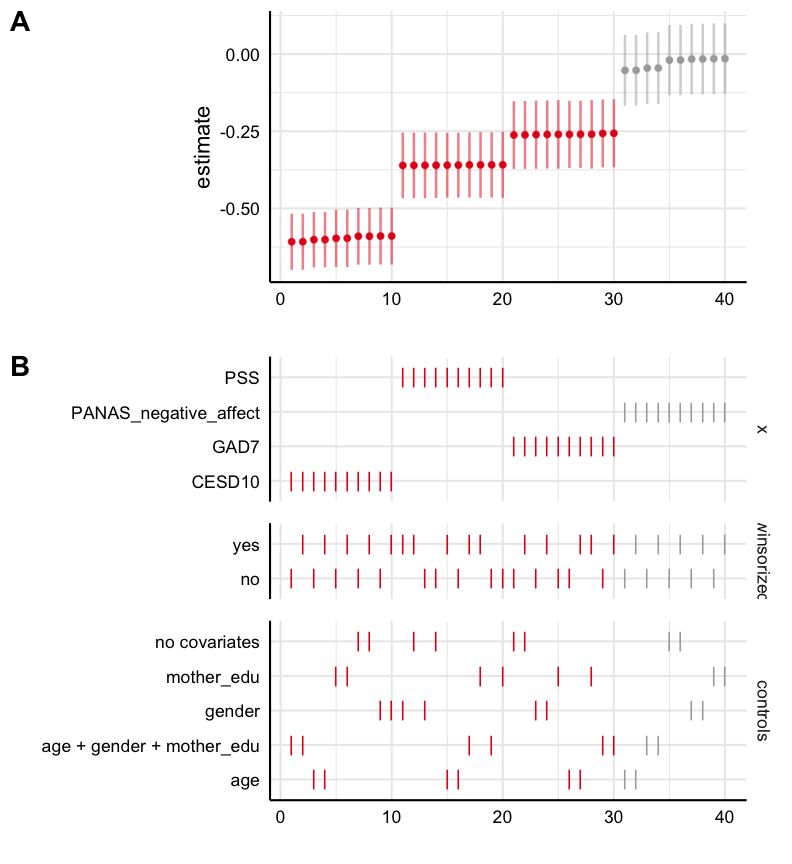 A
0.00
-0.25
-0.50
estimate
0 10 20 30 40
B
PSS
PANAS_negative_affect
GAD7
CESD10
x
yes
no
winsorized
no covariates
mother_edu
gender
age + gender + mother_edu
age
controls
0 10 20 30 40